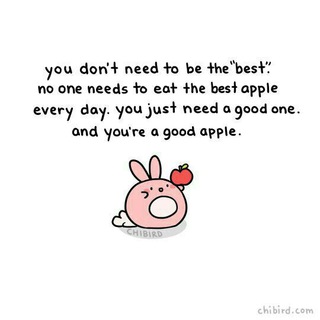 you don't need to be the "best".
no one needs to eat the best apple
every day. you just need a good one.
and you're a good apple.
CHIBIRD
chibird.com